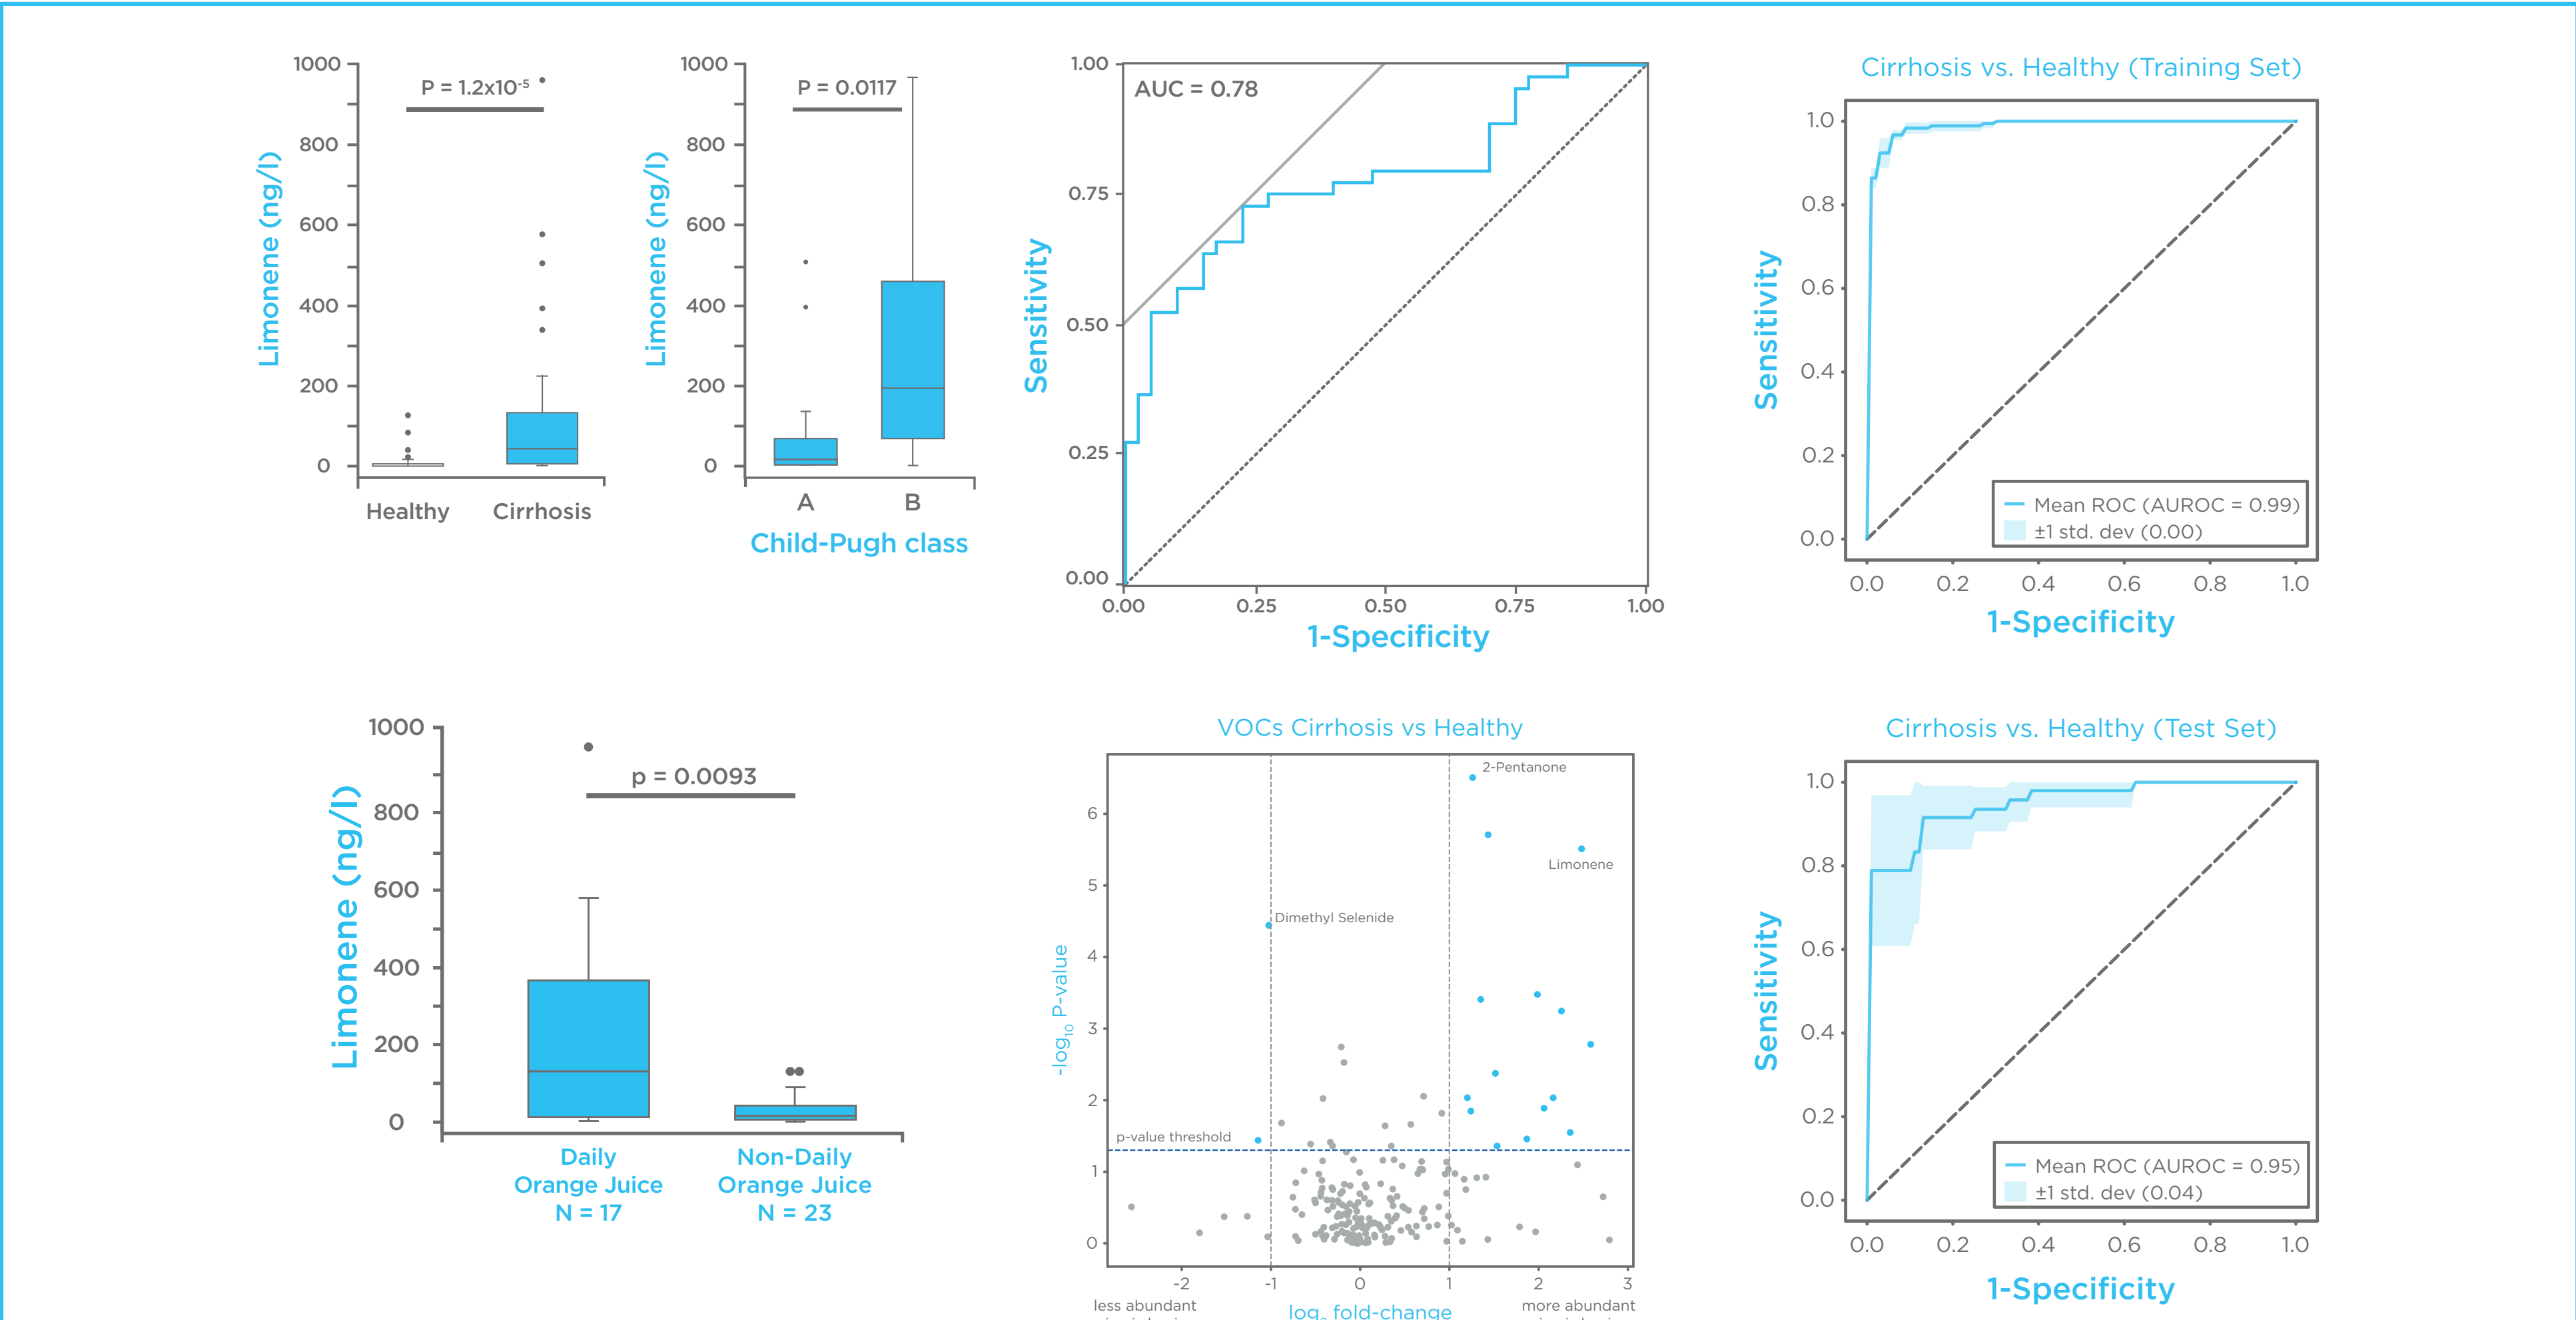 1000
800
600
400
200
0
Limonene (ng/l)
P = 1.2x10-5
Healthy
Cirrhosis
1000
800
600
400
200
0
Limonene (ng/l)
P = 0.0117
A
B
Child-Pugh class
1.00
0.75
0.50
0.25
0.00
Sensitivity
AUC = 0.78
0.00
0.25
0.50
0.75
1.00
1-Specificity
Cirrhosis vs. Healthy (Training Set)
1.0
0.8
0.6
0.4
0.2
0.0
Sensitivity
Mean ROC (AUROC = 0.99)
±1 std. dev (0.00)
0.0
0.2
0.4
0.6
0.8
1.0
1-Specificity
1000
800
600
400
200
0
Limonene (ng/l)
p = 0.0093
Daily
Orange Juice
N = 17
Non-Daily
Orange Juice
N = 23
VOCs Cirrhosis vs Healthy
6
5
4
3
2
1
0
-log10 P-value
2-Pentanone
Limonene
Dimethyl Selenide
p-value threshold
-2
-1
0
1
2
3
less abundant
log2 fold-change
more abundant
Cirrhosis vs. Healthy (Test Set)
1.0
0.8
0.6
0.4
0.2
0.0
Sensitivity
Mean ROC (AUROC = 0.95)
±1 std. dev (0.04)
0.0
0.2
0.4
0.6
0.8
1.0
1-Specificity